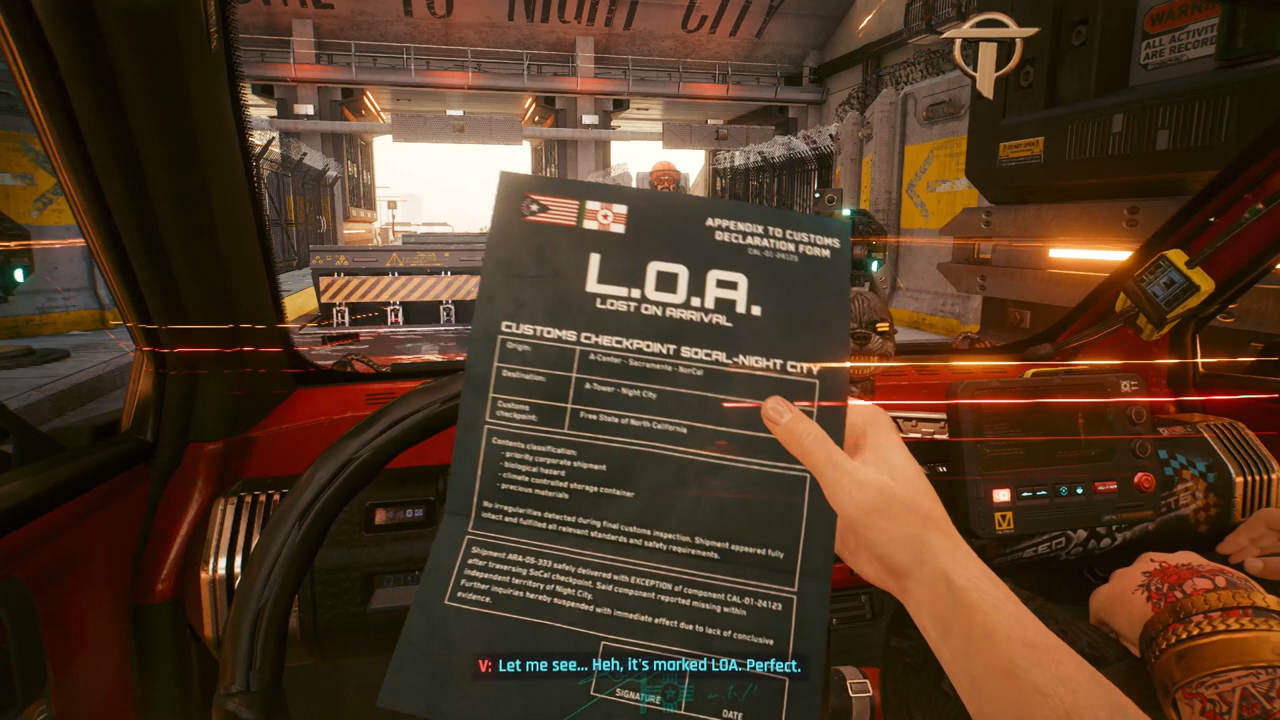 TO NIGHT CITY
WARNING
ALL ACTIVIT
ARE RECORD
APPENDIX TO CUSTOMS
DECLARATION FORM
CAL-01-24123
L.O.A.
LOST ON ARRIVAL
CUSTOMS CHECKPOINT SOCAL-NIGHT CITY
Origin: A-Center - Sacramento - NorCal
Destination: A-Tower - Night City
Customs
checkpoint: Free State of North California
Contents classification:
- priority corporate shipment
- biological hazard
- climate controlled storage container
- precious materials
No irregularities detected during final customs inspection. Shipment appeared fully
intact and fulfilled all relevant standards and safety requirements.
Shipment ARA-05-333 safely delivered with EXCEPTION of component CAL-01-24123
after traversing SoCal checkpoint. Said component reported missing within
independent territory of Night City.
Further inquiries hereby suspended with immediate effect due to lack of conclusive
evidence.
V: Let me see... Heh, it's marked LOA. Perfect.
SIGNATURE
DATE